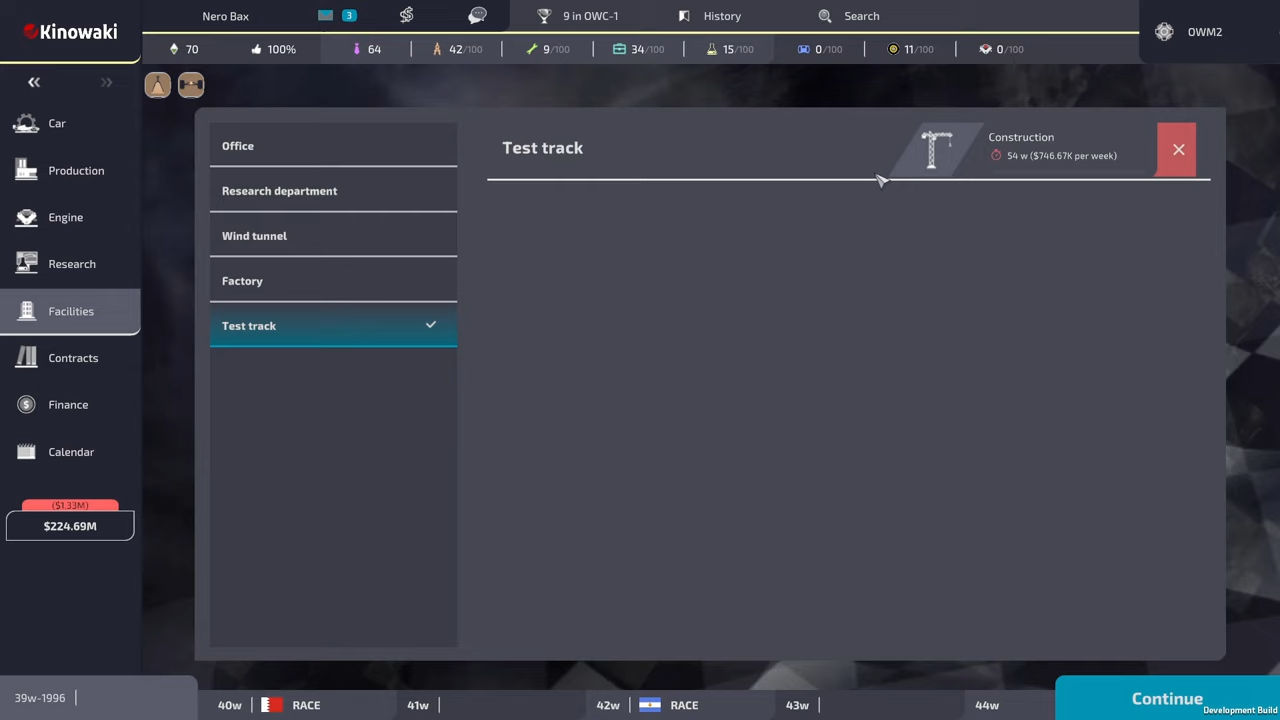 Kinowaki
Nero Bax
3
9 in OWC-1
History
Search
OWM2
70
100%
64
42/100
9/100
34/100
15/100
0/100
11/100
0/100
Car
Production
Engine
Research
Facilities
Contracts
Finance
Calendar
($1.33M)
$224.69M
Office
Research department
Wind tunnel
Factory
Test track
Test track
Construction
54 w ($746.67K per week)
39w-1996
40w
RACE
41w
42w
RACE
43w
44w
Continue
Development Build